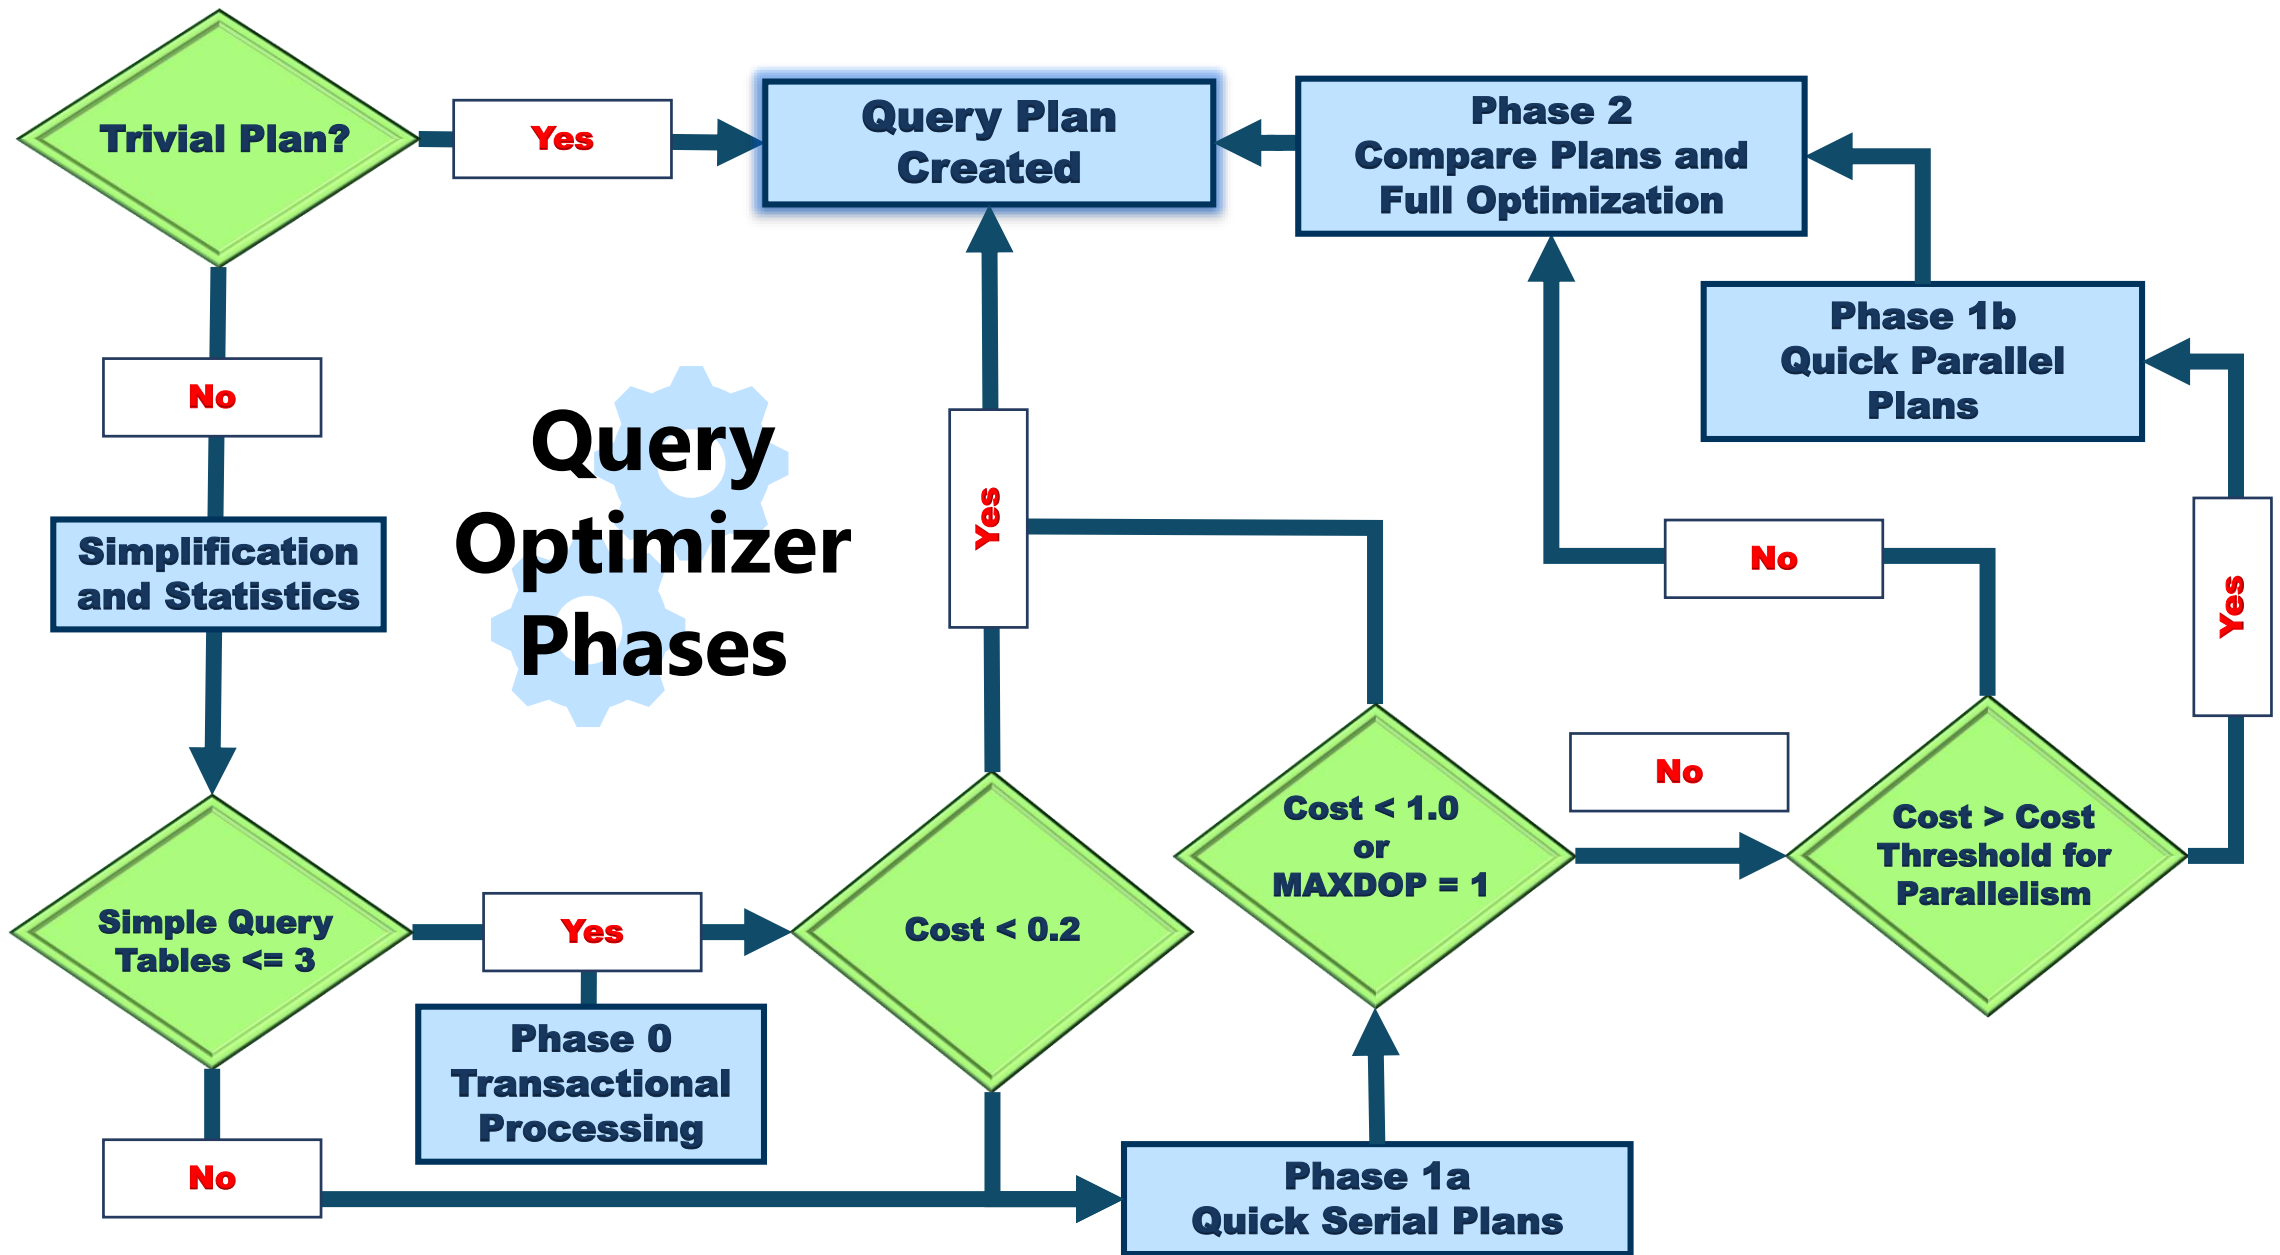 Trivial Plan?
Yes
Query Plan
Created
Phase 2
Compare Plans and
Full Optimization
Phase 1b
Quick Parallel
Plans
No
Simplification
and Statistics
Query
Optimizer
Phases
Yes
No
Yes
No
Cost < 1.0
or
MAXDOP = 1
Cost > Cost
Threshold for
Parallelism
Simple Query
Tables <= 3
Yes
Cost < 0.2
Phase 0
Transactional
Processing
No
Phase 1a
Quick Serial Plans